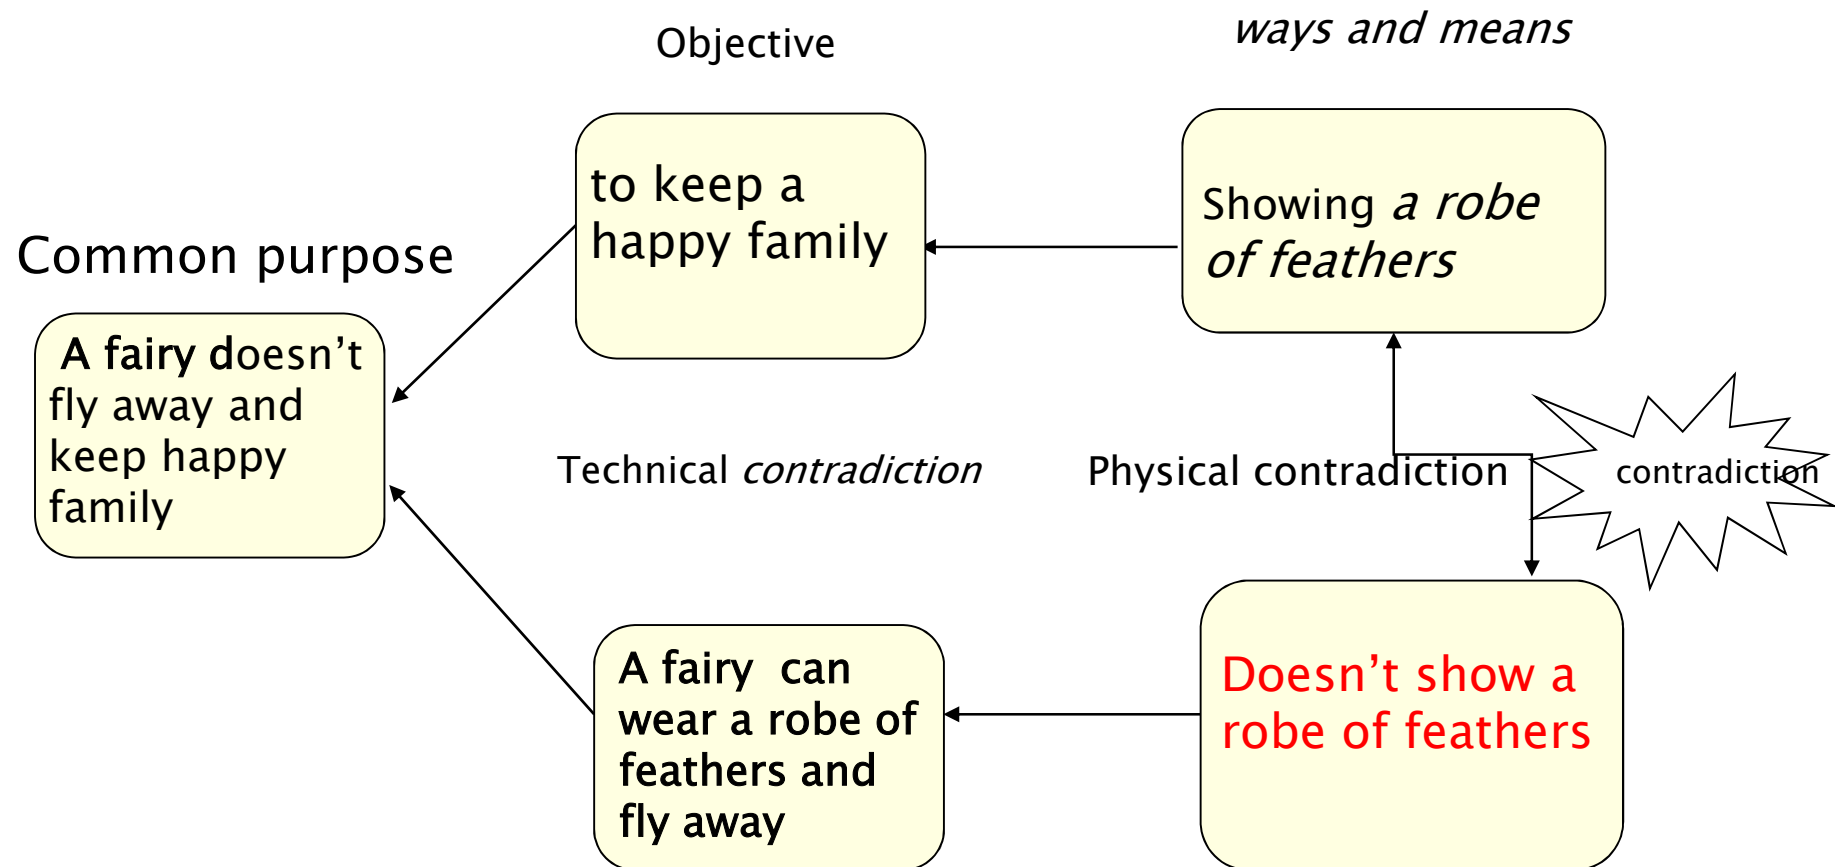 Objective
ways and means
to keep a
happy family
Showing a robe
of feathers
Common purpose
A fairy doesn’t
fly away and
keep happy
family
Technical contradiction
Physical contradiction
contradiction
A fairy can
wear a robe of
feathers and
fly away
Doesn’t show a
robe of feathers